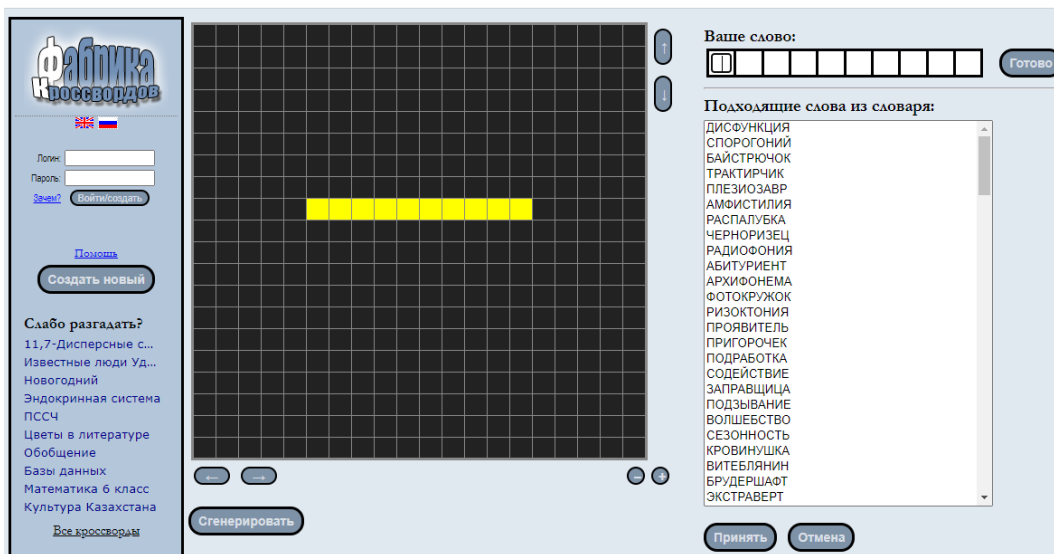 Фабрика
Кроссвордов
Логин:
Пароль:
Зачем?
Войти/создать
Помощь
Создать новый
Слабо разгадать?
11,7-Дисперсные с...
Известные люди Уд...
Новогодний
Эндокринная система
ПССЧ
Цветы в литературе
Обобщение
Базы данных
Математика 6 класс
Культура Казахстана
Все кроссворды
↑
↓
←
→
−
+
Сгенерировать
Ваше слово:
Готово
Подходящие слова из словаря:
ДИСФУНКЦИЯ
СПОРОГОНИЙ
БАЙСТРЮЧОК
ТРАКТИРЧИК
ПЛЕЗИОЗАВР
АМФИСТИЛИЯ
РАСПАЛУБКА
ЧЕРНОРИЗЕЦ
РАДИОФОНИЯ
АБИТУРИЕНТ
АРХИФОНЕМА
ФОТОКРУЖОК
РИЗОКТОНИЯ
ПРОЯВИТЕЛЬ
ПРИГОРОЧЕК
ПОДРАБОТКА
СОДЕЙСТВИЕ
ЗАПРАВЩИЦА
ПОДЗЫВАНИЕ
ВОЛШЕБСТВО
СЕЗОННОСТЬ
КРОВИНУШКА
ВИТЕБЛЯНИН
БРУДЕРШАФТ
ЭКСТРАВЕРТ
Принять
Отмена